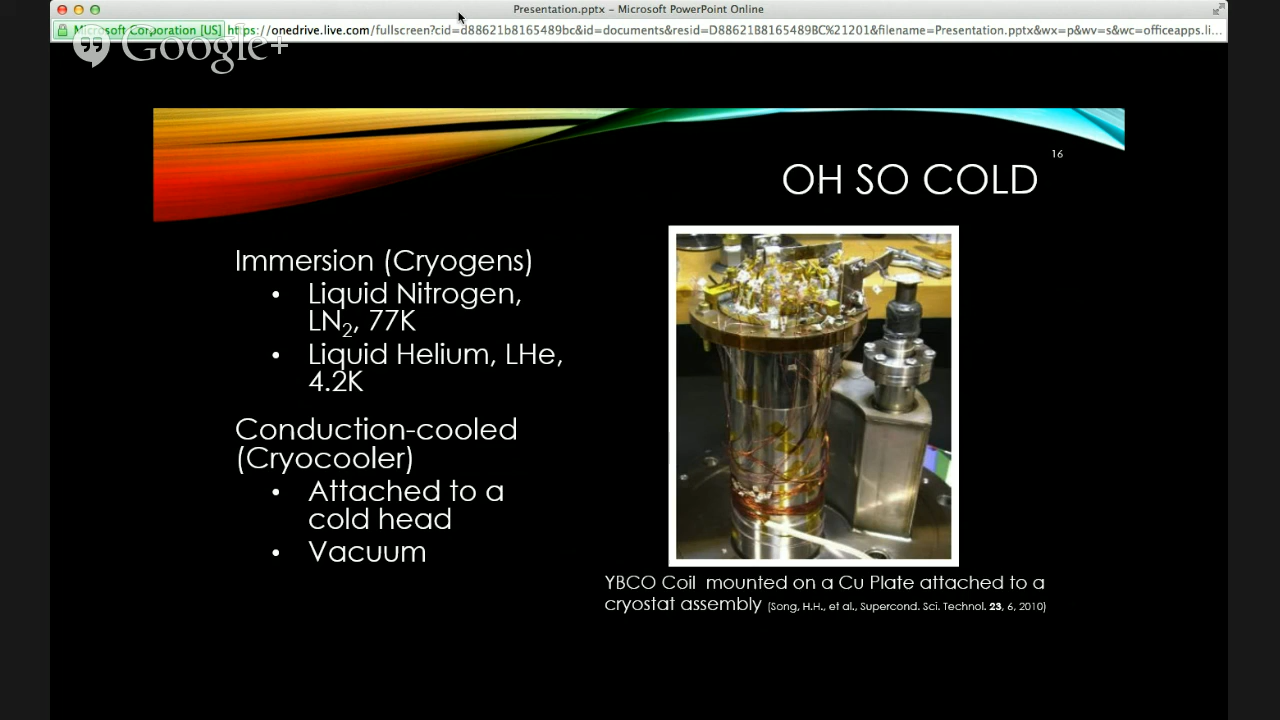 Presentation.pptx – Microsoft PowerPoint Online
Microsoft Corporation [US] https://onedrive.live.com/fullscreen?cid=d88621b8165489bc&id=documents&resid=D88621B8165489BC%21201&filename=Presentation.pptx&wx=p&wv=s&wc=officeapps.li...
Google+
16
OH SO COLD
Immersion (Cryogens)
• Liquid Nitrogen,
LN2, 77K
• Liquid Helium, LHe,
4.2K
Conduction-cooled
(Cryocooler)
• Attached to a
cold head
• Vacuum
YBCO Coil mounted on a Cu Plate attached to a
cryostat assembly (Song, H.H., et al., Supercond. Sci. Technol. 23, 6, 2010)